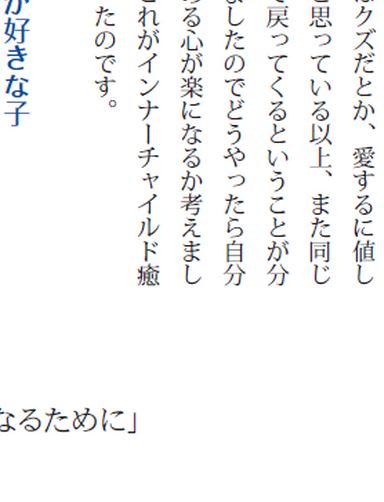 はクズだとか、愛するに値し
と思っている以上、また同じ
て戻ってくるということが分
ましたのでどうやったら自分
める心が楽になるか考えまし
これがインナーチャイルド癒
たのです。
が好きな子
なるために」